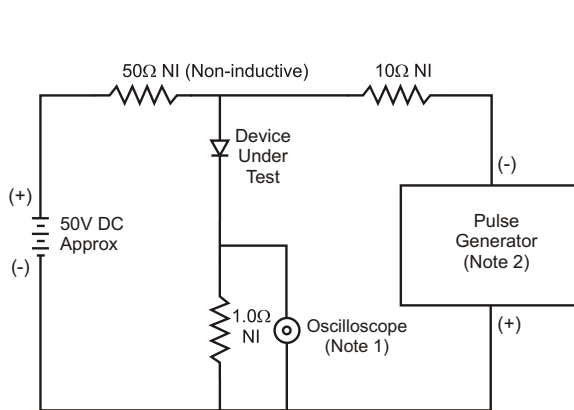 50Ω NI (Non-inductive)
10Ω NI
Device
Under
Test
(-)
(+)
50V DC
Approx
(-)
Pulse
Generator
(Note 2)
1.0Ω
NI
Oscilloscope
(Note 1)
(+)